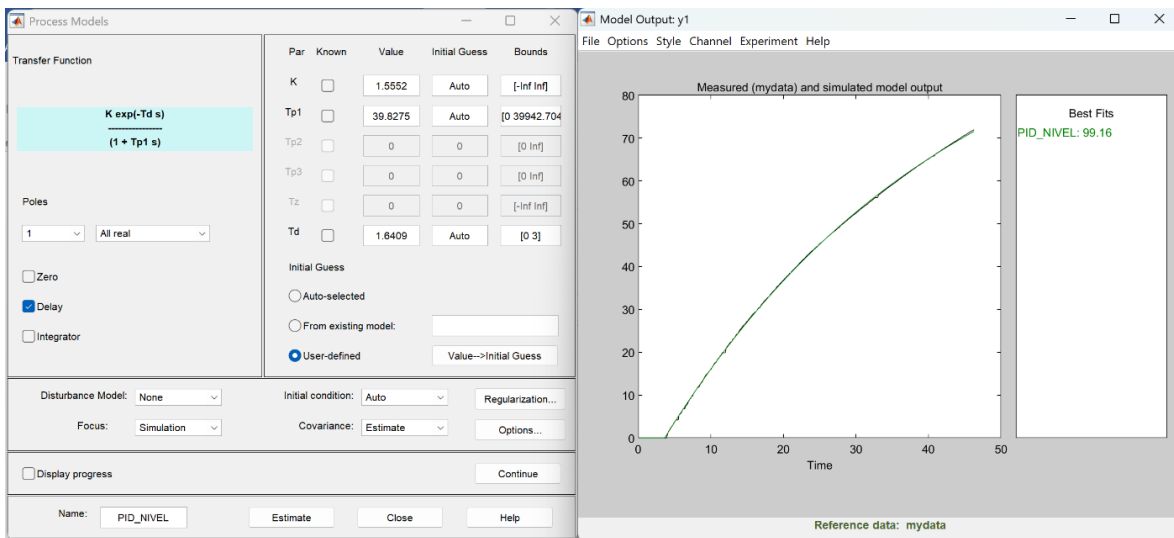 Process Models
Transfer Function
K exp(-Td s)
----------------
(1 + Tp1 s)
Poles
1 All real
Zero
Delay
Integrator
Par Known Value Initial Guess Bounds
K 1.5552 Auto [-Inf Inf]
Tp1 39.8275 Auto [0 39942.704
Tp2 0 0 [0 Inf]
Tp3 0 0 [0 Inf]
Tz 0 0 [-Inf Inf]
Td 1.6409 Auto [0 3]
Initial Guess
Auto-selected
From existing model:
User-defined Value-->Initial Guess
Disturbance Model: None Initial condition: Auto Regularization...
Focus: Simulation Covariance: Estimate Options...
Display progress Continue
Name: PID_NIVEL Estimate Close Help
Model Output: y1
File Options Style Channel Experiment Help
Measured (mydata) and simulated model output
80
70
60
50
40
30
20
10
0
0 10 20 30 40 50
Time
Best Fits
PID_NIVEL: 99.16
Reference data: mydata